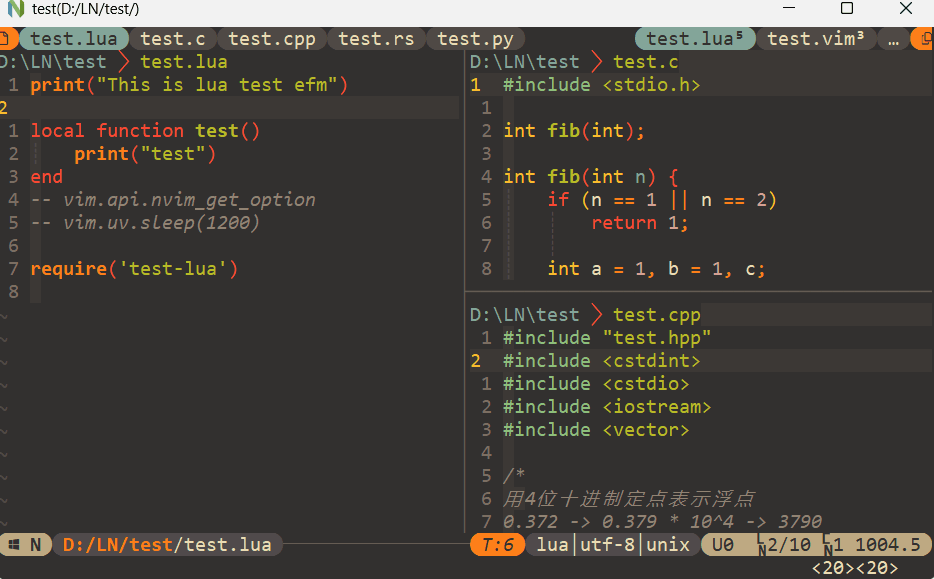 test(D:/LN/test/)
test.lua test.c test.cpp test.rs test.py test.lua⁵ test.vim³ …
D:\LN\test > test.lua
1 print("This is lua test efm")
2
1 local function test()
2     print("test")
3 end
4 -- vim.api.nvim_get_option
5 -- vim.uv.sleep(1200)
6
7 require('test-lua')
8
D:\LN\test > test.c
1 #include <stdio.h>
1
2 int fib(int);
3
4 int fib(int n) {
5     if (n == 1 || n == 2)
6         return 1;
7
8     int a = 1, b = 1, c;
D:\LN\test > test.cpp
1 #include "test.hpp"
2 #include <cstdint>
1 #include <cstdio>
2 #include <iostream>
3 #include <vector>
4
5 /*
6 用4位十进制定点表示浮点
7 0.372 -> 0.379 * 10^4 -> 3790
N D:/LN/test/test.lua T:6 lua|utf-8|unix U0 LN2/10 CN1 1004.5
<20><20>